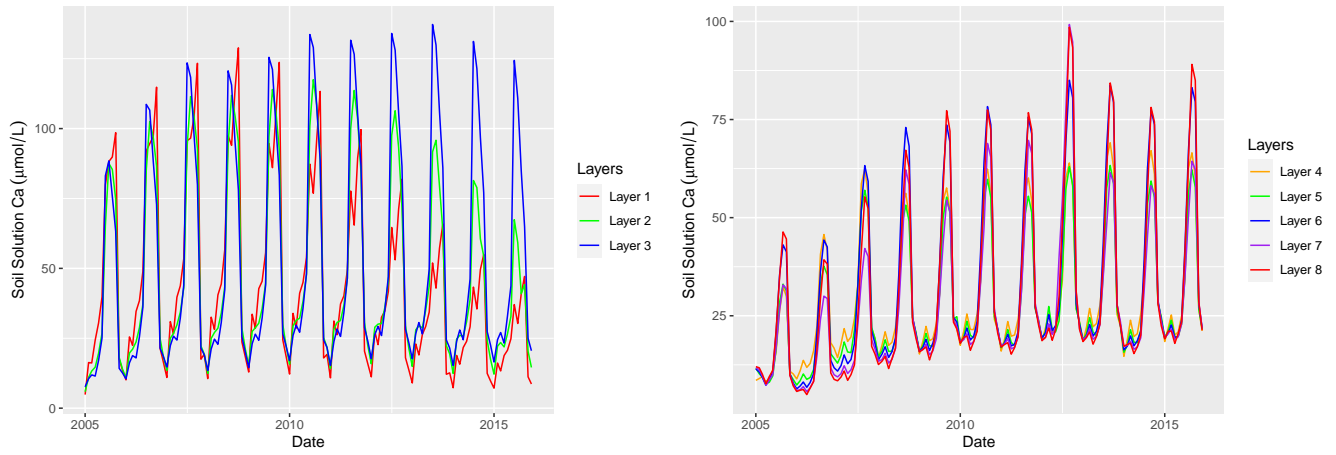 Soil Solution Ca (μmol/L)
100
50
0
2005
2010
2015
Date
Layers
Layer 1
Layer 2
Layer 3
Soil Solution Ca (μmol/L)
100
75
50
25
2005
2010
2015
Date
Layers
Layer 4
Layer 5
Layer 6
Layer 7
Layer 8